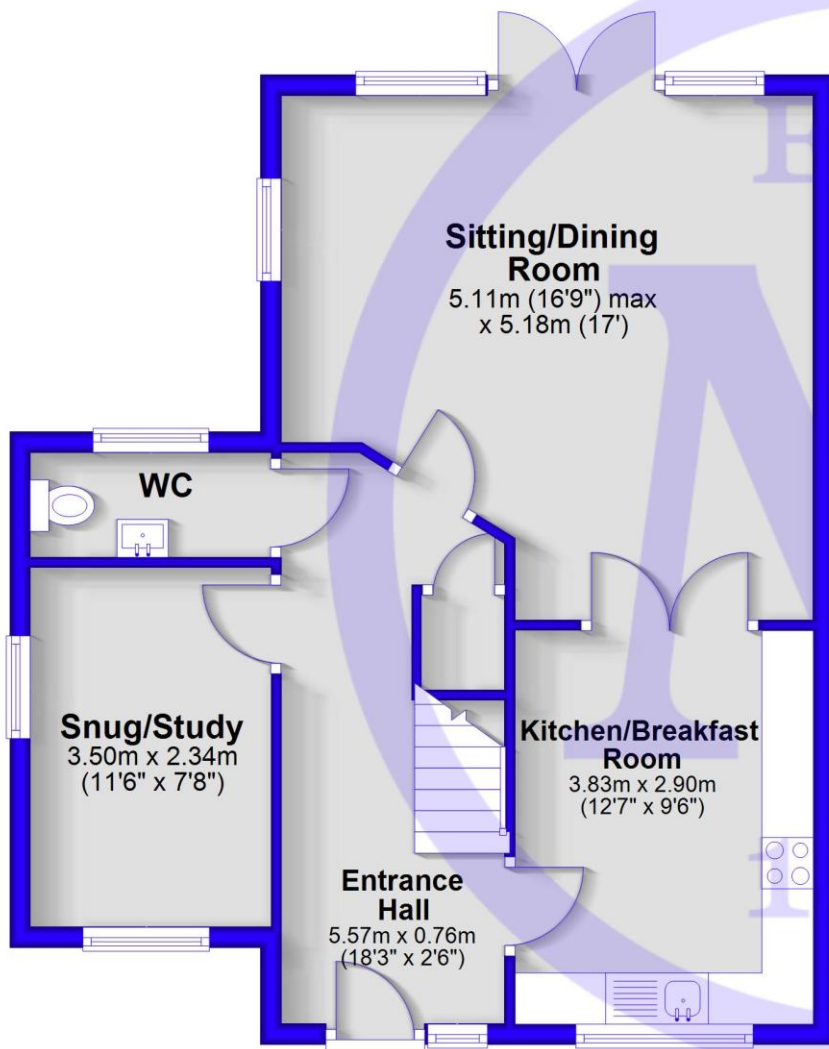 Sitting/Dining
Room
5.11m (16'9") max
x 5.18m (17')
WC
Snug/Study
3.50m x 2.34m
(11'6" x 7'8")
Kitchen/Breakfast
Room
3.83m x 2.90m
(12'7" x 9'6")
Entrance
Hall
5.57m x 0.76m
(18'3" x 2'6")